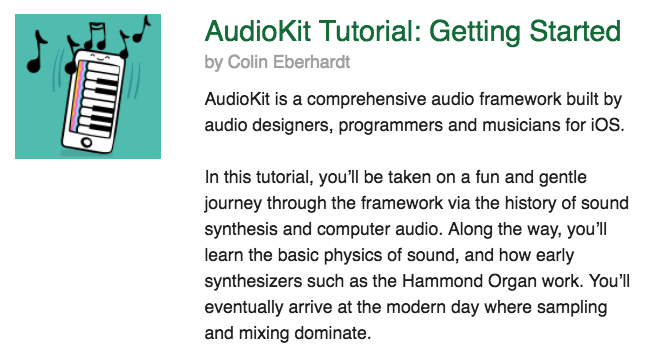 AudioKit Tutorial: Getting Started
by Colin Eberhardt
AudioKit is a comprehensive audio framework built by
audio designers, programmers and musicians for iOS.
In this tutorial, you’ll be taken on a fun and gentle
journey through the framework via the history of sound
synthesis and computer audio. Along the way, you’ll
learn the basic physics of sound, and how early
synthesizers such as the Hammond Organ work. You’ll
eventually arrive at the modern day where sampling
and mixing dominate.